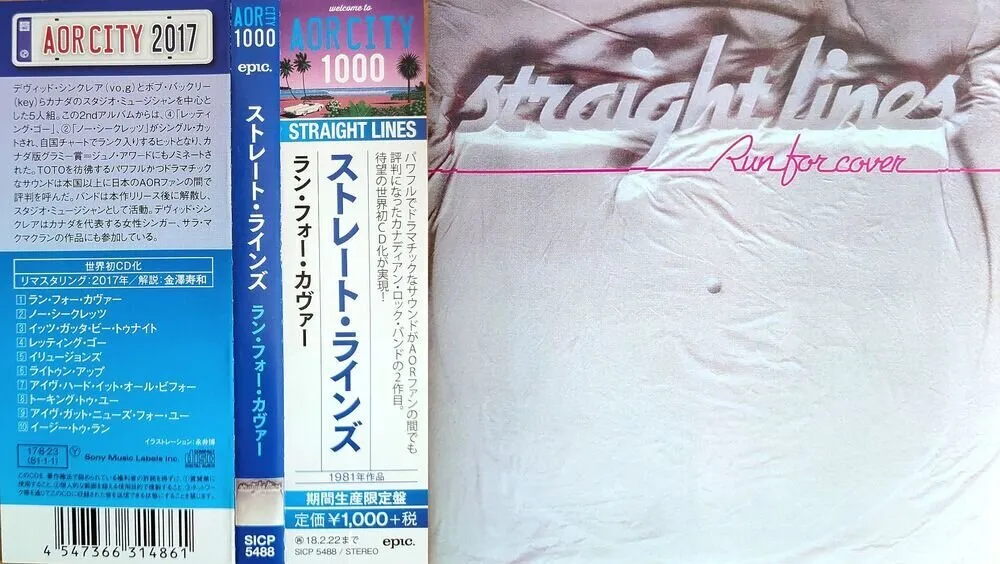 AOR CITY 2017
デヴィッド・シンクレア(vo,g)とボブ・バックリー
(key)らカナダのスタジオ・ミュージシャンを中心と
した5人組。この2ndアルバムからは、④「レッティ
ング・ゴー」、②「ノー・シークレッツ」がシングル・カッ
トされ、自国チャートでランク入りするヒットとなり、カ
ナダ版グラミー賞=ジュノ・アワードにもノミネートさ
れた。TOTOを彷彿するパワフルかつドラマチック
なサウンドは本国以上に日本のAORファンの間で
評判を呼んだ。バンドは本作リリース後に解散し、
スタジオ・ミュージシャンとして活動。デヴィッド・シン
クレアはカナダを代表する女性シンガー、サラ・マ
クマクランの作品にも参加している。
世界初CD化
リマスタリング:2017年/解説:金澤寿和
1 ラン・フォー・カヴァー
2 ノー・シークレッツ
3 イッツ・ガッタ・ビー・トゥナイト
4 レッティング・ゴー
5 イリュージョンズ
6 ライトゥン・アップ
7 アイヴ・ハード・イット・オール・ビフォー
8 トーキング・トゥ・ユー
9 アイヴ・ガット・ニューズ・フォー・ユー
10 イージー・トゥ・ラン
イラストレーション:永井博
17・8・23
(81・1・1)
Y
Sony Music Labels Inc.
COMPACT disc DIGITAL AUDIO
4 547366 314861
AOR CITY
1000
epic.
ストレート・ラインズ
ラン・フォー・カヴァー
straight lines
SICP
5488
welcome to
AOR CITY
1000
STRAIGHT LINES
パワフルでドラマチックなサウンドがAORファンの間でも
評判になったカナディアン・ロック・バンドの2作目。
待望の世界初CD化が実現!
ストレート・ラインズ
ラン・フォー・カヴァー
1981年作品
期間生産限定盤
定価¥1,000+税
18.2.22まで
SICP 5488 / STEREO
epic.
straight lines
Run for cover